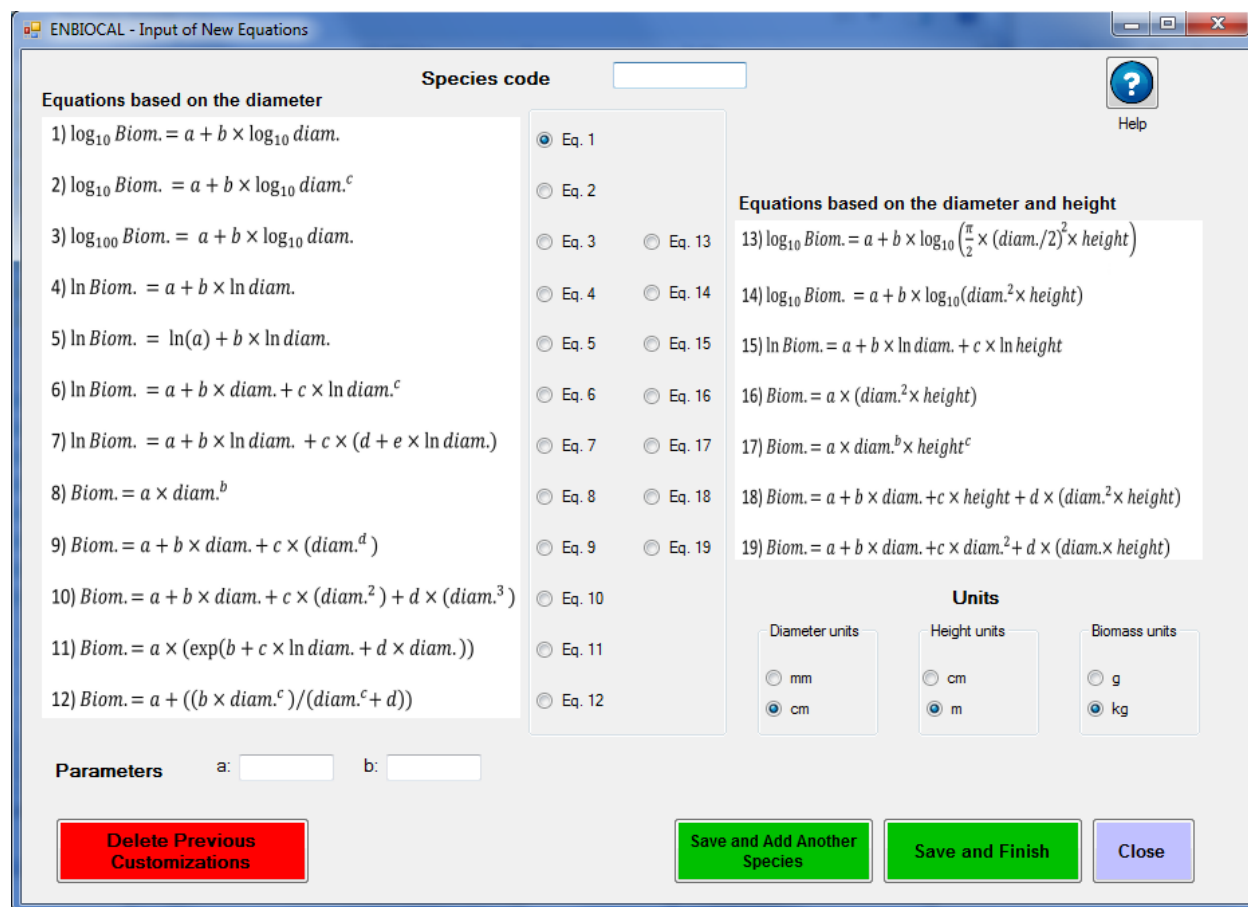 ENBIOCAL - Input of New Equations
Species code
Help
Equations based on the diameter
1) log₁₀ Biom. = a + b × log₁₀ diam.
2) log₁₀ Biom. = a + b × log₁₀ diam.ᶜ
3) log₁₀₀ Biom. = a + b × log₁₀ diam.
4) ln Biom. = a + b × ln diam.
5) ln Biom. = ln(a) + b × ln diam.
6) ln Biom. = a + b × diam. + c × ln diam.ᶜ
7) ln Biom. = a + b × ln diam. + c × (d + e × ln diam.)
8) Biom. = a × diam.ᵇ
9) Biom. = a + b × diam. + c × (diam.ᵈ )
10) Biom. = a + b × diam. + c × (diam.²) + d × (diam.³)
11) Biom. = a × (exp(b + c × ln diam. + d × diam. ))
12) Biom. = a + ((b × diam.ᶜ )/(diam.ᶜ + d))
Eq. 1
Eq. 2
Eq. 3
Eq. 4
Eq. 5
Eq. 6
Eq. 7
Eq. 8
Eq. 9
Eq. 10
Eq. 11
Eq. 12
Eq. 13
Eq. 14
Eq. 15
Eq. 16
Eq. 17
Eq. 18
Eq. 19
Equations based on the diameter and height
13) log₁₀ Biom. = a + b × log₁₀ (π/2 × (diam./2)² × height)
14) log₁₀ Biom. = a + b × log₁₀(diam.² × height)
15) ln Biom. = a + b × ln diam. + c × ln height
16) Biom. = a × (diam.² × height)
17) Biom. = a × diam.ᵇ × heightᶜ
18) Biom. = a + b × diam. +c × height + d × (diam.² × height)
19) Biom. = a + b × diam. +c × diam.² + d × (diam.× height)
Units
Diameter units
mm
cm
Height units
cm
m
Biomass units
g
kg
Parameters a: b:
Delete Previous
Customizations
Save and Add Another
Species
Save and Finish
Close